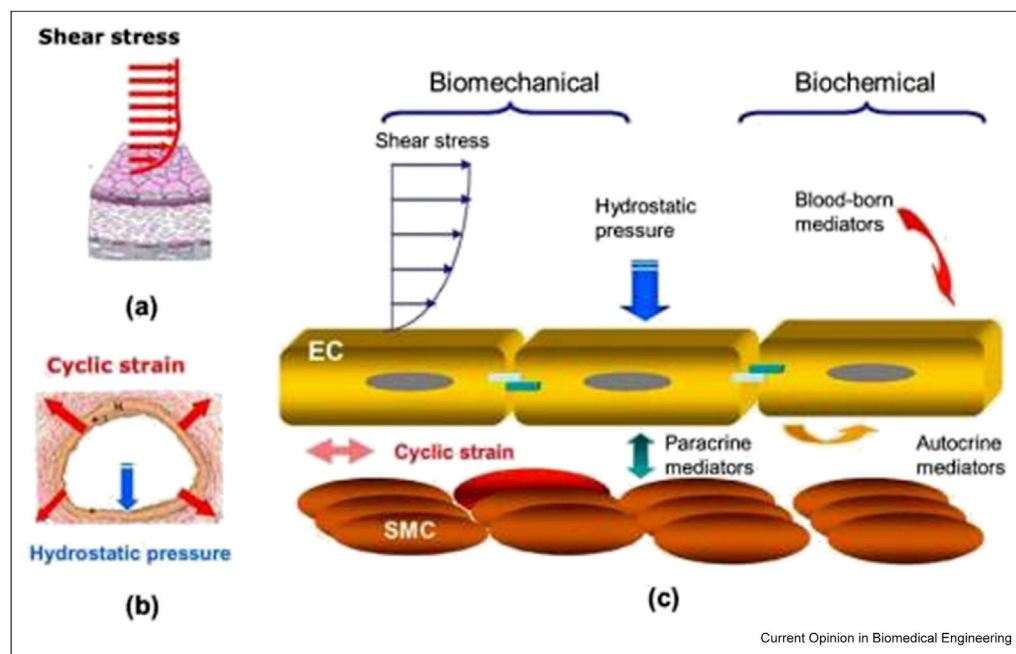 Shear stress
(a)
Cyclic strain
Hydrostatic pressure
(b)
Biomechanical
Biochemical
Shear stress
Hydrostatic
pressure
Blood-born
mediators
EC
Cyclic strain
Paracrine
mediators
Autocrine
mediators
SMC
(c)
Current Opinion in Biomedical Engineering